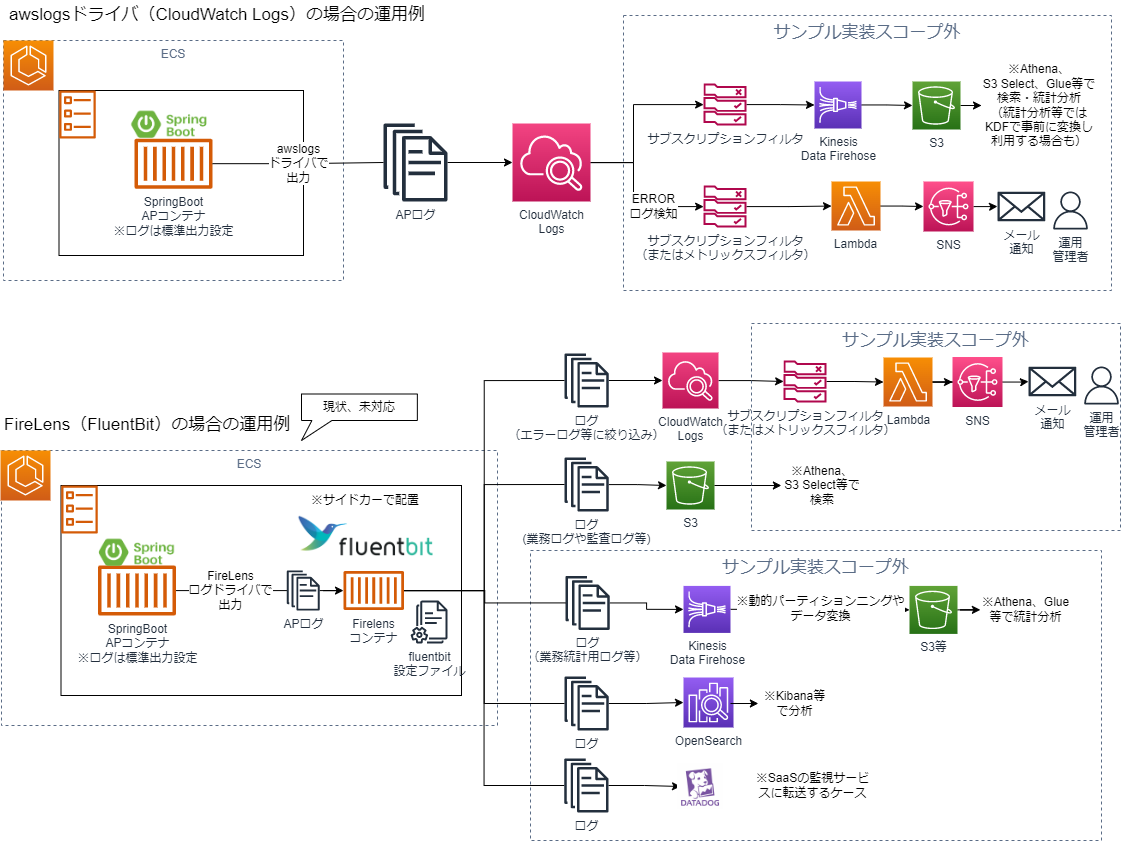 awslogsドライバ（CloudWatch Logs）の場合の運用例
サンプル実装スコープ外
ECS
Spring
Boot
SpringBoot
APコンテナ
※ログは標準出力設定
awslogs
ドライバで
出力
APログ
CloudWatch
Logs
サブスクリプションフィルタ
Kinesis
Data Firehose
S3
※Athena、
S3 Select、Glue等で
検索・統計分析
（統計分析等では
KDFで事前に変換し
利用する場合も）
ERROR
ログ検知
サブスクリプションフィルタ
（またはメトリックスフィルタ）
Lambda
SNS
メール
通知
運用
管理者
FireLens（FluentBit）の場合の運用例
現状、未対応
サンプル実装スコープ外
ログ
（エラーログ等に絞り込み）
CloudWatch
Logs
サブスクリプションフィルタ
（またはメトリックスフィルタ）
Lambda
SNS
メール
通知
運用
管理者
ECS
※サイドカーで配置
fluentbit
Spring
Boot
SpringBoot
APコンテナ
※ログは標準出力設定
FireLens
ログドライバで
出力
APログ
Firelens
コンテナ
fluentbit
設定ファイル
ログ
（業務ログや監査ログ等）
S3
※Athena、
S3 Select等で
検索
サンプル実装スコープ外
ログ
（業務統計用ログ等）
Kinesis
Data Firehose
※動的パーティションニングや
データ変換
S3等
※Athena、Glue
等で統計分析
ログ
OpenSearch
※Kibana等
で分析
ログ
DATADOG
※SaaSの監視サービ
スに転送するケース